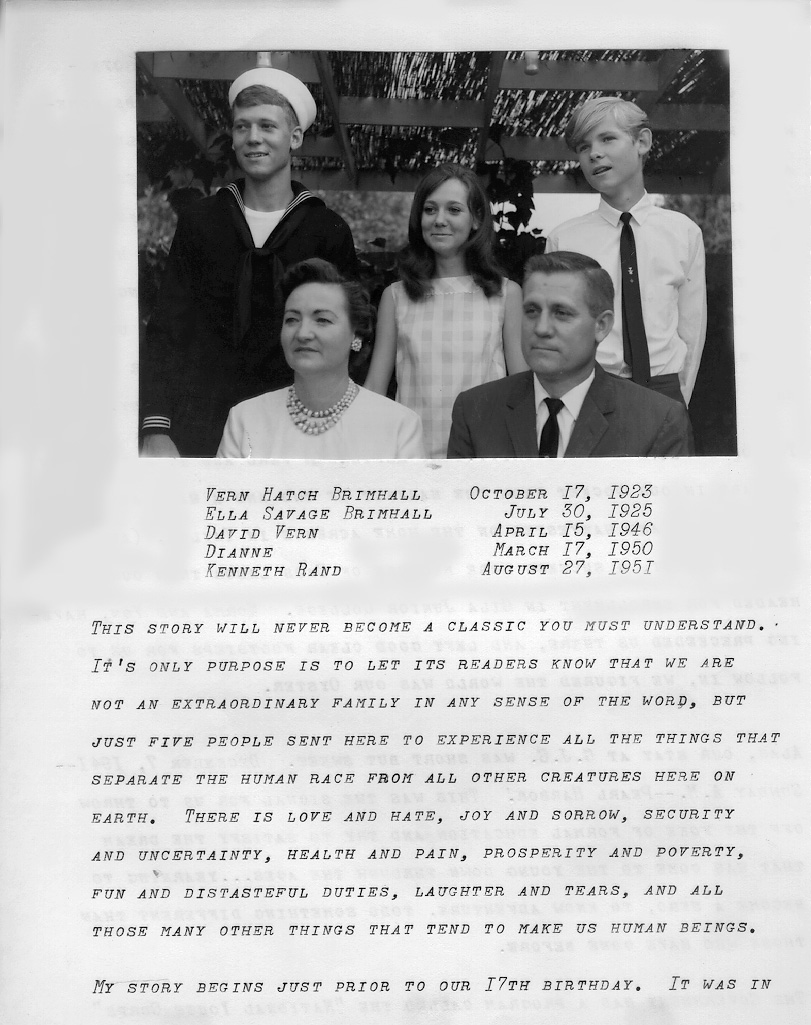 VERN HATCH BRIMHALL OCTOBER 17, 1923
ELLA SAVAGE BRIMHALL JULY 30, 1925
DAVID VERN APRIL 15, 1946
DIANNE MARCH 17, 1950
KENNETH RAND AUGUST 27, 1951
THIS STORY WILL NEVER BECOME A CLASSIC YOU MUST UNDERSTAND.
IT'S ONLY PURPOSE IS TO LET ITS READERS KNOW THAT WE ARE
NOT AN EXTRAORDINARY FAMILY IN ANY SENSE OF THE WORD, BUT
JUST FIVE PEOPLE SENT HERE TO EXPERIENCE ALL THE THINGS THAT
SEPARATE THE HUMAN RACE FROM ALL OTHER CREATURES HERE ON
EARTH. THERE IS LOVE AND HATE, JOY AND SORROW, SECURITY
AND UNCERTAINTY, HEALTH AND PAIN, PROSPERITY AND POVERTY,
FUN AND DISTASTEFUL DUTIES, LAUGHTER AND TEARS, AND ALL
THOSE MANY OTHER THINGS THAT TEND TO MAKE US HUMAN BEINGS.
MY STORY BEGINS JUST PRIOR TO OUR 17TH BIRTHDAY. IT WAS IN